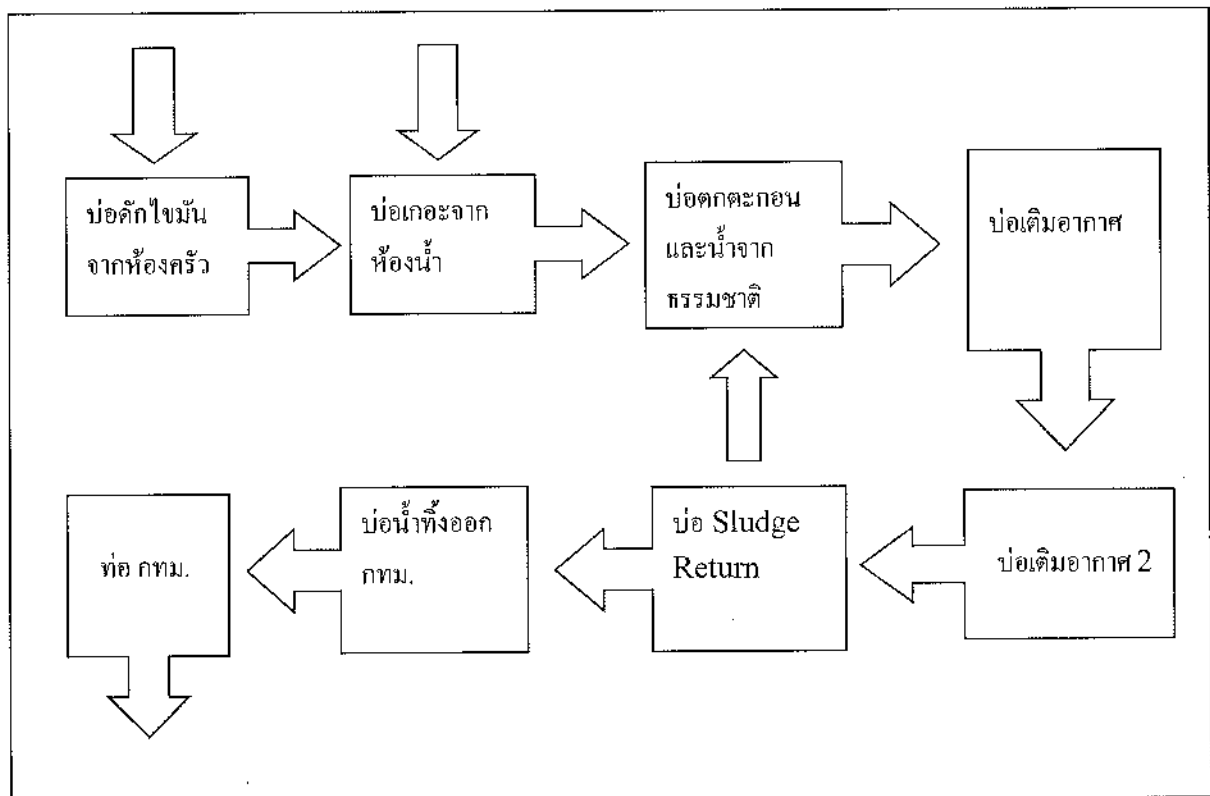 บ่อดักไขมัน
จากห้องครัว
บ่อเกอะจาก
ห้องน้ำ
บ่อตกตะกอน
และน้ำจาก
ธรรมชาติ
บ่อเติมอากาศ
ท่อ กทม.
บ่อน้ำทิ้งออก
กทม.
บ่อ Sludge
Return
บ่อเติมอากาศ 2